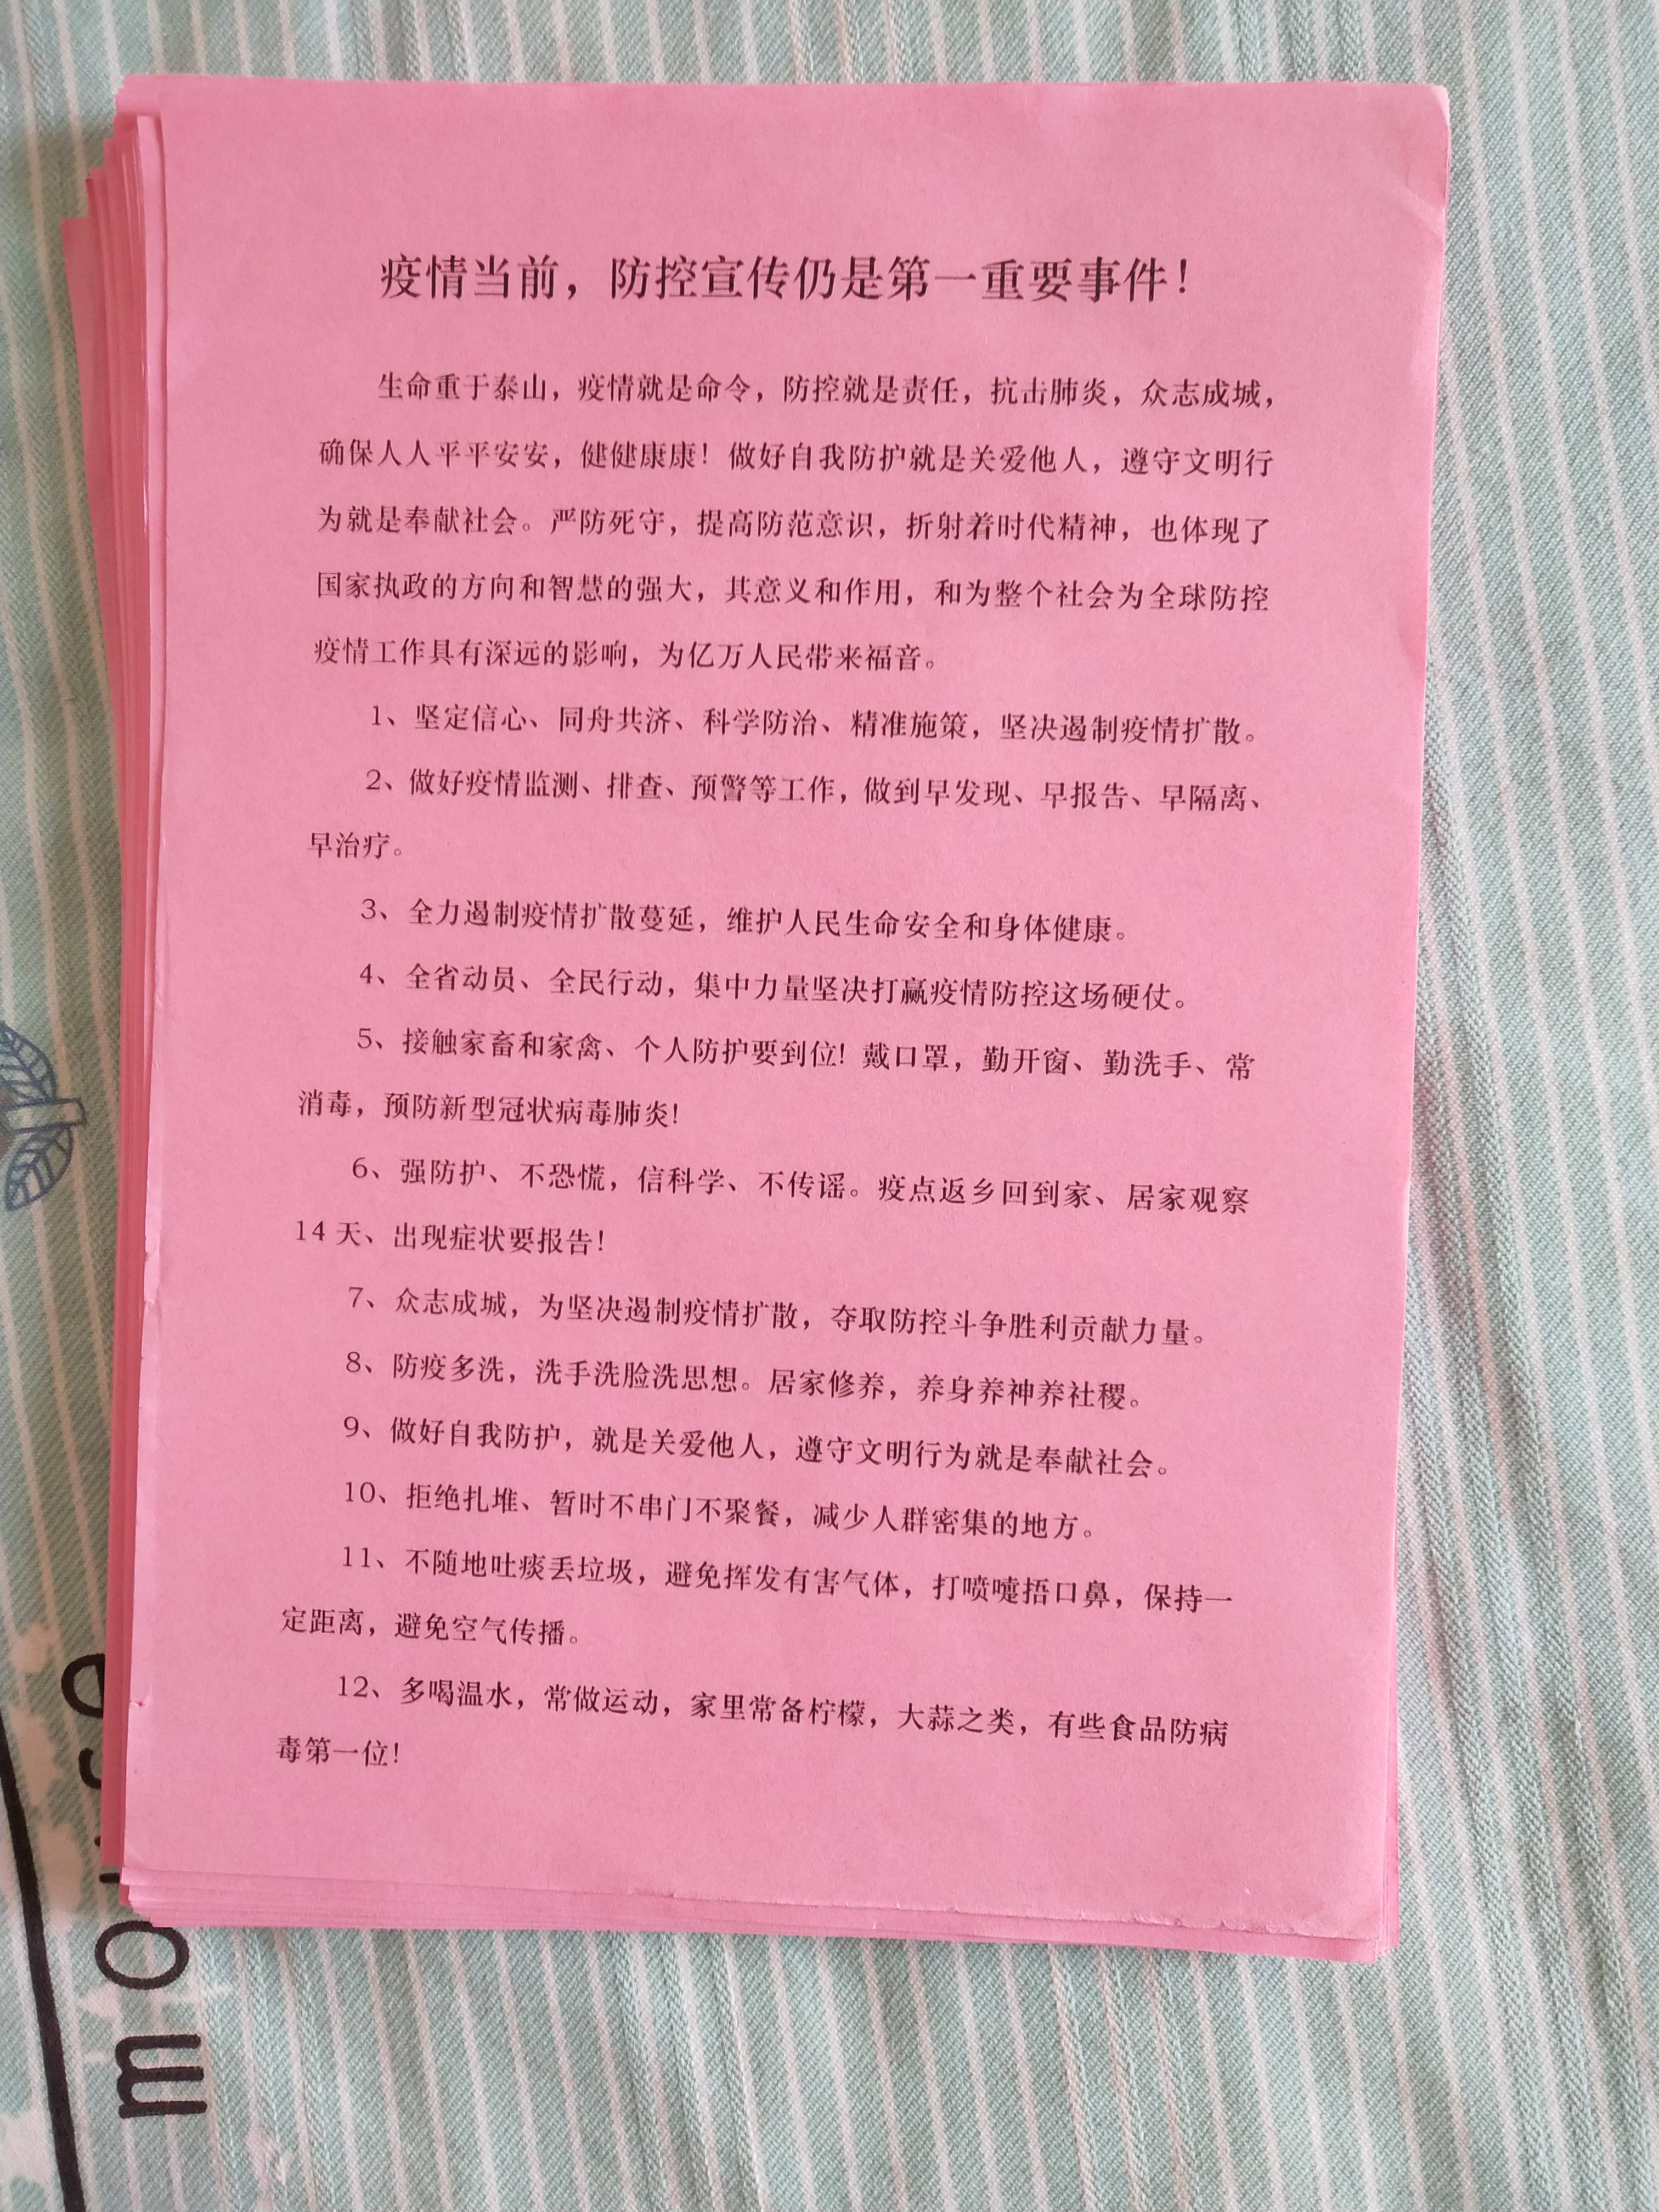 疫情当前，防控宣传仍是第一重要事件！
生命重于泰山，疫情就是命令，防控就是责任，抗击肺炎，众志成城，
确保人人平平安安，健健康康！做好自我防护就是关爱他人，遵守文明行
为就是奉献社会。严防死守，提高防范意识，折射着时代精神，也体现了
国家执政的方向和智慧的强大，其意义和作用，和为整个社会为全球防控
疫情工作具有深远的影响，为亿万人民带来福音。
1、坚定信心、同舟共济、科学防治、精准施策，坚决遏制疫情扩散。
2、做好疫情监测、排查、预警等工作，做到早发现、早报告、早隔离、
早治疗。
3、全力遏制疫情扩散蔓延，维护人民生命安全和身体健康。
4、全省动员、全民行动，集中力量坚决打赢疫情防控这场硬仗。
5、接触家畜和家禽、个人防护要到位！戴口罩，勤开窗、勤洗手、常
消毒，预防新型冠状病毒肺炎！
6、强防护、不恐慌，信科学、不传谣。疫点返乡回到家、居家观察
14天、出现症状要报告！
7、众志成城，为坚决遏制疫情扩散，夺取防控斗争胜利贡献力量。
8、防疫多洗，洗手洗脸洗思想。居家修养，养身养神养社稷。
9、做好自我防护，就是关爱他人，遵守文明行为就是奉献社会。
10、拒绝扎堆、暂时不串门不聚餐，减少人群密集的地方。
11、不随地吐痰丢垃圾，避免挥发有害气体，打喷嚏捂口鼻，保持一
定距离，避免空气传播。
12、多喝温水，常做运动，家里常备柠檬，大蒜之类，有些食品防病
毒第一位！